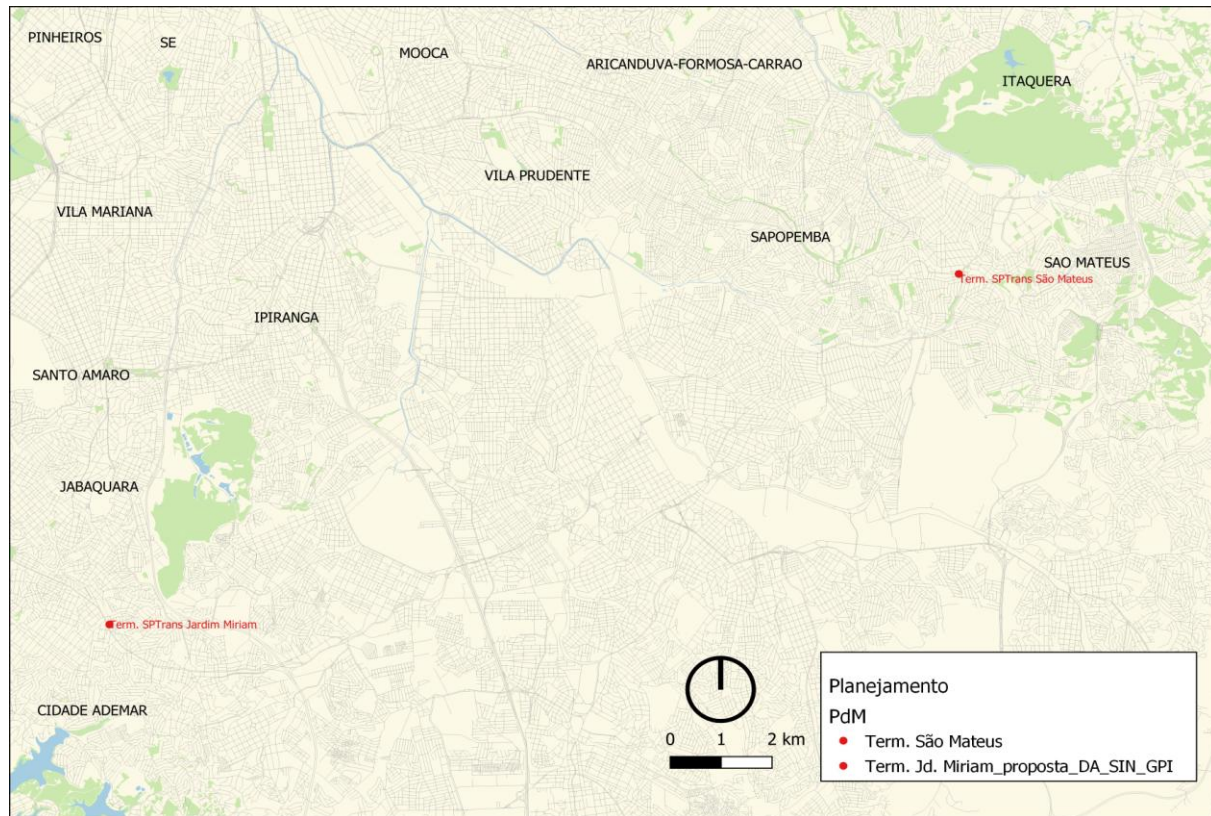 PINHEIROS
SE
MOOCA
ARICANDUVA-FORMOSA-CARRAO
ITAQUERA
VILA PRUDENTE
VILA MARIANA
SAPOPEMBA
SAO MATEUS
Term. SPTrans São Mateus
IPIRANGA
SANTO AMARO
JABAQUARA
Term. SPTrans Jardim Miriam
CIDADE ADEMAR
0 1 2 km
Planejamento
PdM
Term. São Mateus
Term. Jd. Miriam_proposta_DA_SIN_GPI